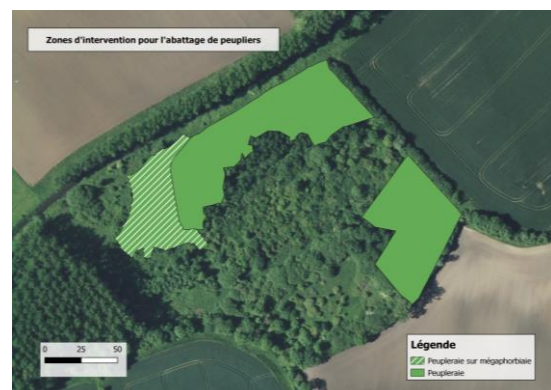 Zones d'intervention pour l'abattage de peupliers
0 25 50
Légende
Peupleraie sur mégaphorbiaie
Peupleraie